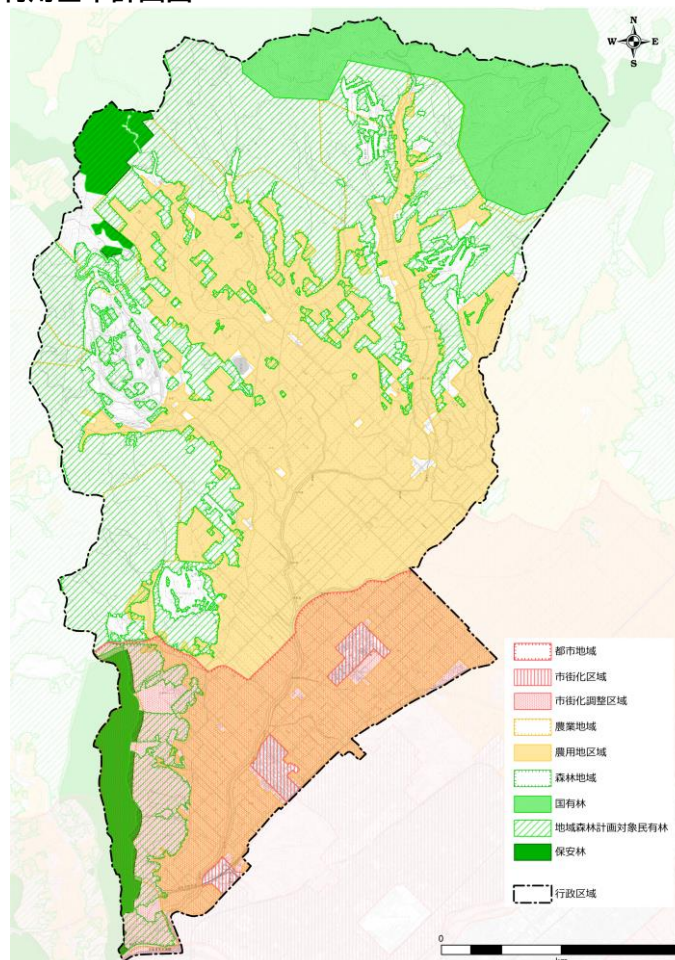 N
W E
S
都市地域
市街化区域
市街化調整区域
農業地域
農用地区域
森林地域
国有林
地域森林計画対象民有林
保安林
行政区域
0